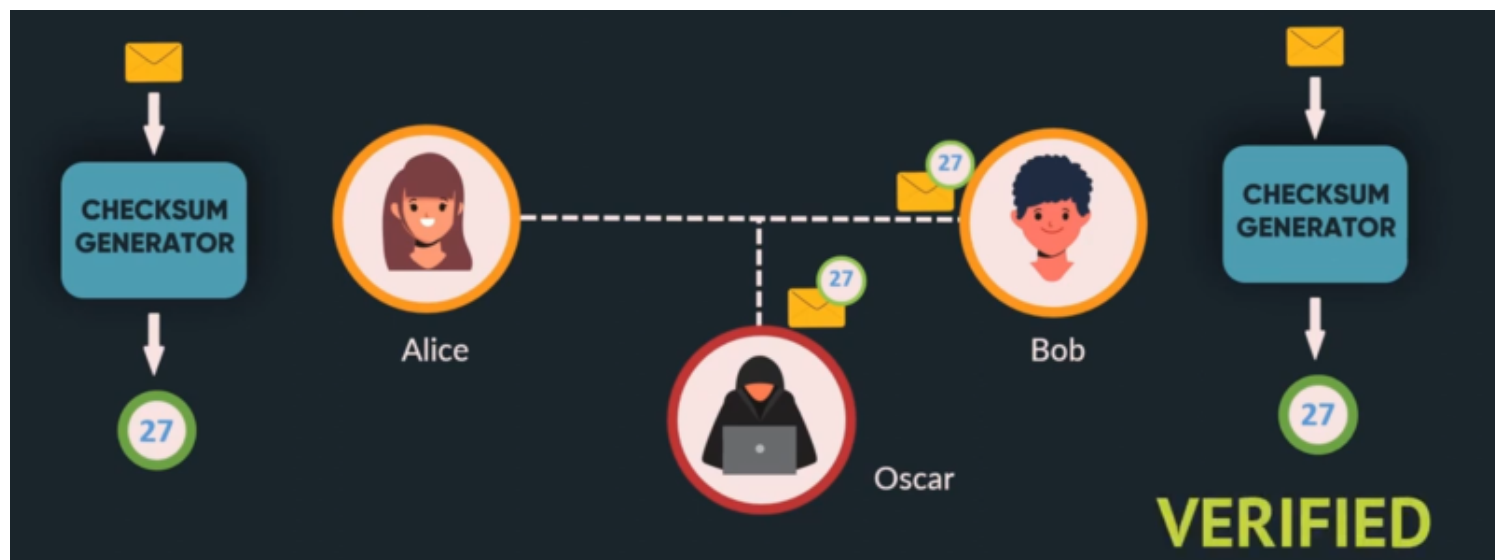 CHECKSUM
GENERATOR
27
Alice
27
27
Oscar
Bob
CHECKSUM
GENERATOR
27
VERIFIED